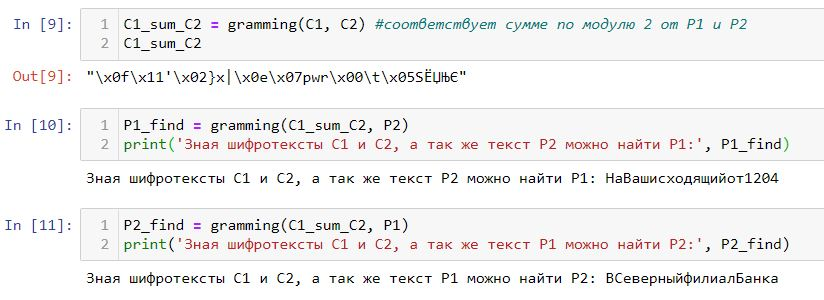 In [9]: 1 C1_sum_C2 = gramming(C1, C2) #соответствует сумме по модулю 2 от P1 и P2
2 C1_sum_C2
Out[9]: "\x0f\x11'\x02}x|\x0e\x07pwr\x00\t\x05SЁЏЊЄ"
In [10]: 1 P1_find = gramming(C1_sum_C2, P2)
2 print('Зная шифротексты C1 и C2, а так же текст P2 можно найти P1:', P1_find)
Зная шифротексты C1 и C2, а так же текст P2 можно найти P1: НаВашисходящийот1204
In [11]: 1 P2_find = gramming(C1_sum_C2, P1)
2 print('Зная шифротексты C1 и C2, а так же текст P1 можно найти P2:', P2_find)
Зная шифротексты C1 и C2, а так же текст P1 можно найти P2: ВСеверныйфилиалБанка